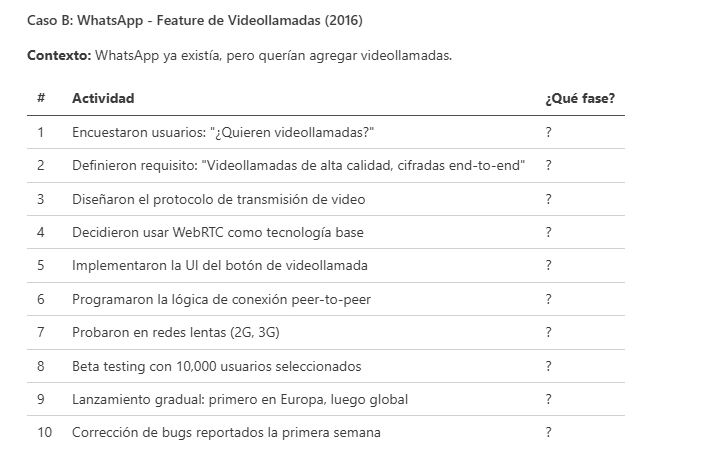 Caso B: WhatsApp - Feature de Videollamadas (2016)
Contexto: WhatsApp ya existía, pero querían agregar videollamadas.
# Actividad ¿Qué fase?
1 Encuestaron usuarios: "¿Quieren videollamadas?" ?
2 Definieron requisito: "Videollamadas de alta calidad, cifradas end-to-end" ?
3 Diseñaron el protocolo de transmisión de video ?
4 Decidieron usar WebRTC como tecnología base ?
5 Implementaron la UI del botón de videollamada ?
6 Programaron la lógica de conexión peer-to-peer ?
7 Probaron en redes lentas (2G, 3G) ?
8 Beta testing con 10,000 usuarios seleccionados ?
9 Lanzamiento gradual: primero en Europa, luego global ?
10 Corrección de bugs reportados la primera semana ?